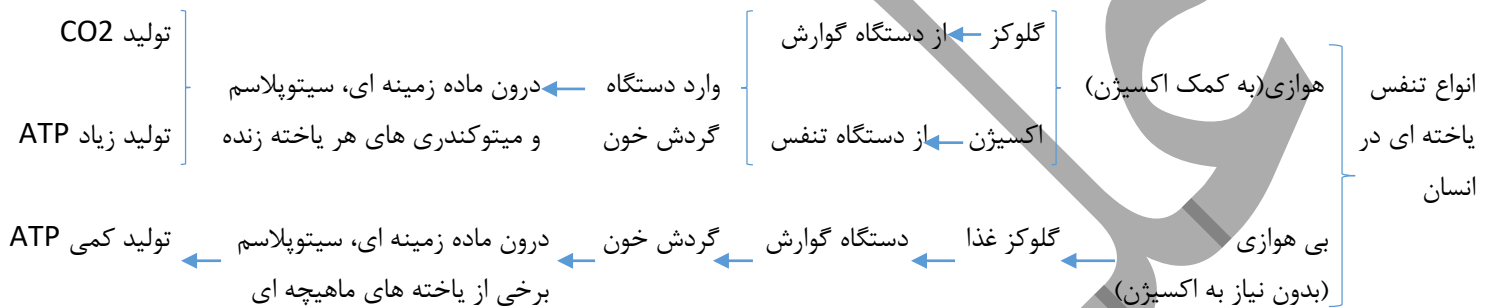 انواع تنفس
یاخته ای در
انسان
هوازی(به کمک اکسیژن)
گلوکز از دستگاه گوارش
اکسیژن از دستگاه تنفس
وارد دستگاه
گردش خون
درون ماده زمینه ای، سیتوپلاسم
و میتوکندری های هر یاخته زنده
تولید CO2
تولید زیاد ATP
بی هوازی
(بدون نیاز به اکسیژن)
گلوکز غذا
دستگاه گوارش
گردش خون
درون ماده زمینه ای، سیتوپلاسم
برخی از یاخته های ماهیچه ای
تولید کمی ATP